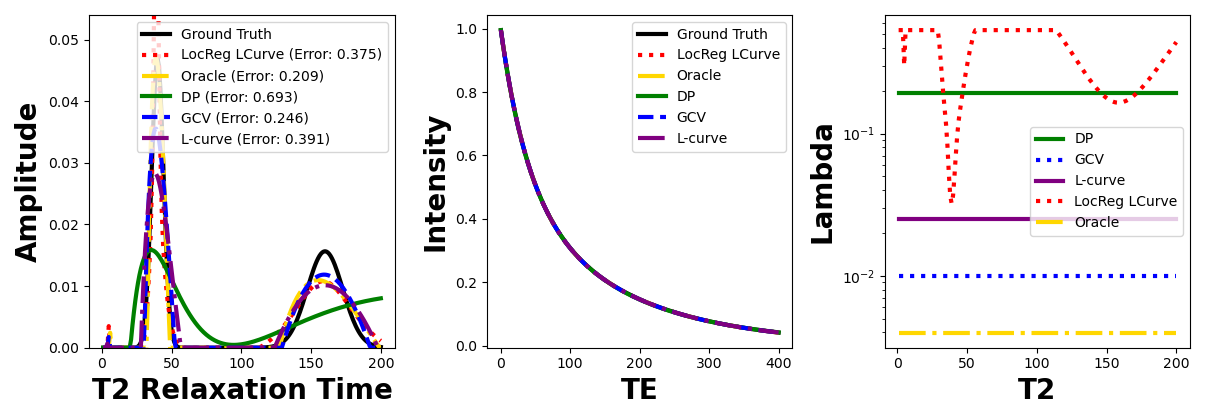 Amplitude
0.05
0.04
0.03
0.02
0.01
0.00
Ground Truth
LocReg LCurve (Error: 0.375)
Oracle (Error: 0.209)
DP (Error: 0.693)
GCV (Error: 0.246)
L-curve (Error: 0.391)
0 50 100 150 200
T2 Relaxation Time
Intensity
1.0
0.8
0.6
0.4
0.2
0.0
Ground Truth
LocReg LCurve
Oracle
DP
GCV
L-curve
0 100 200 300 400
TE
Lambda
10⁻¹
10⁻²
DP
GCV
L-curve
LocReg LCurve
Oracle
0 50 100 150 200
T2